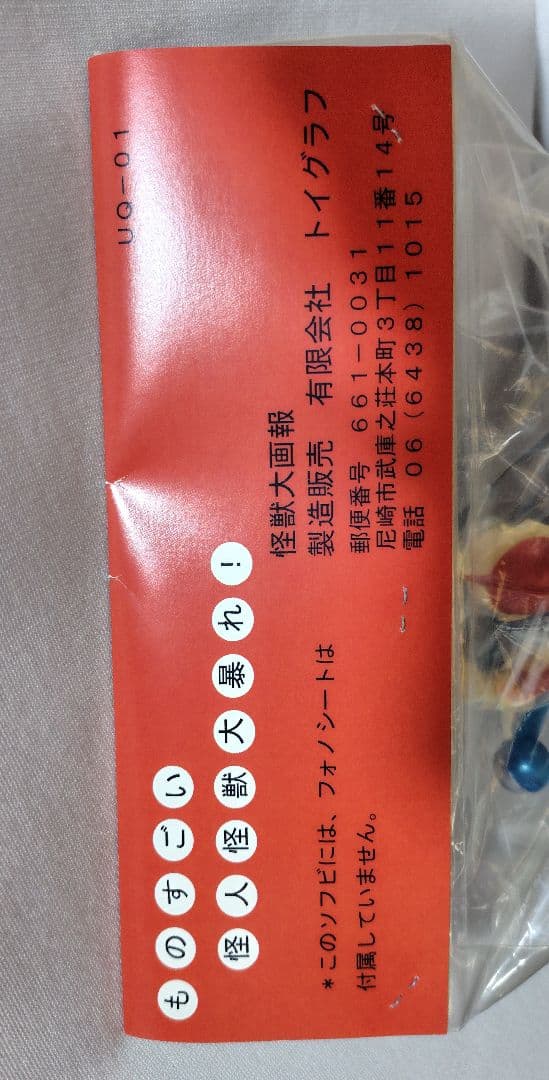 UQ-01
ものすごい
怪人怪獣大暴れ!
*このソフビには、フォノシートは
付属していません。
怪獣大画報
製造販売 有限会社 トイグラフ
郵便番号 661-0031
尼崎市武庫之荘本町3丁目11番14号
電話 06(6438)1015